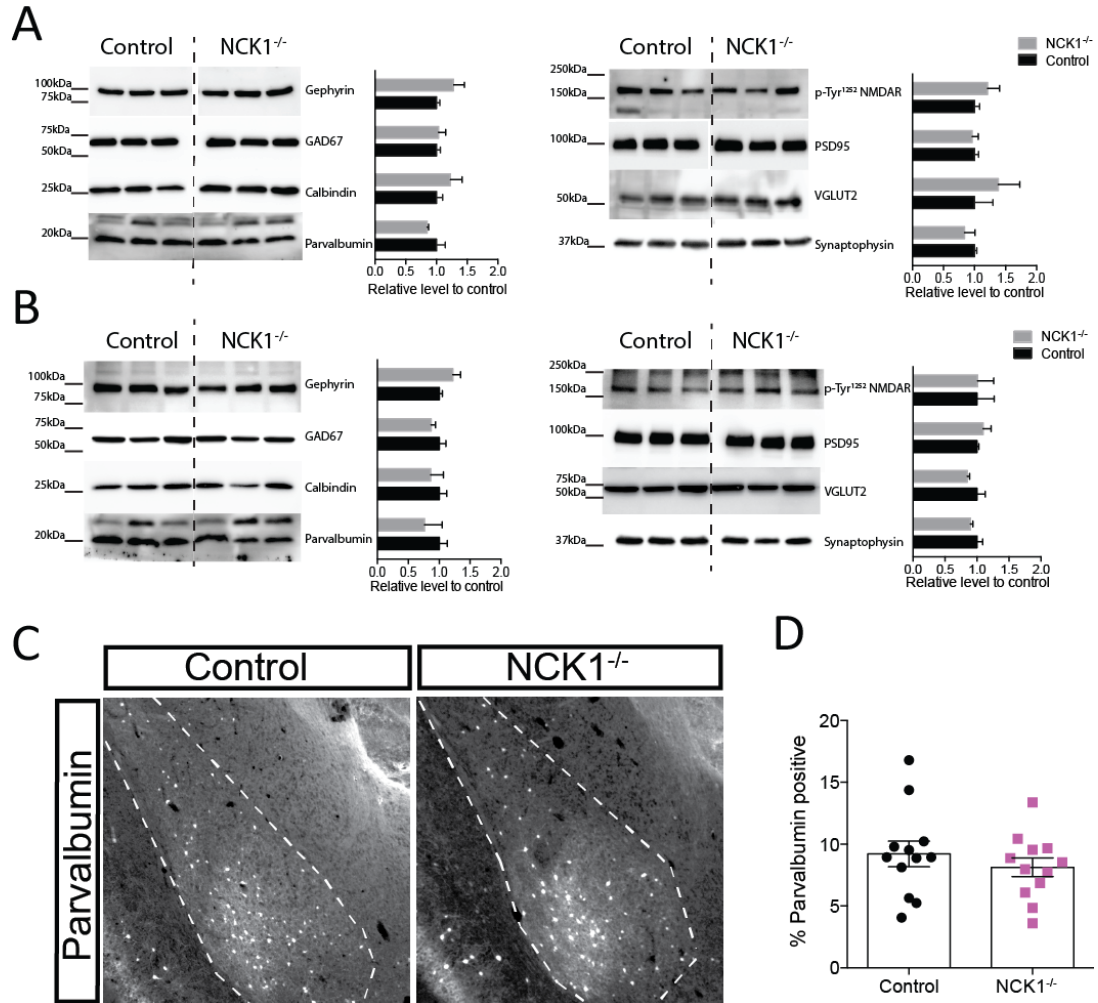 A
Control
NCK1-/-
100kDa
75kDa
Gephyrin
75kDa
50kDa
GAD67
25kDa
Calbindin
20kDa
Parvalbumin
0.0 0.5 1.0 1.5 2.0
Relative level to control
Control
NCK1-/-
250kDa
150kDa
p-Tyr1252 NMDAR
100kDa
PSD95
50kDa
VGLUT2
37kDa
Synaptophysin
NCK1-/-
Control
0.0 0.5 1.0 1.5 2.0
Relative level to control
B
Control
NCK1-/-
100kDa
75kDa
Gephyrin
75kDa
50kDa
GAD67
25kDa
Calbindin
20kDa
Parvalbumin
0.0 0.5 1.0 1.5 2.0
Relative level to control
Control
NCK1-/-
250kDa
150kDa
p-Tyr1252 NMDAR
100kDa
PSD95
75kDa
50kDa
VGLUT2
37kDa
Synaptophysin
NCK1-/-
Control
0.0 0.5 1.0 1.5 2.0
Relative level to control
C
Control
NCK1-/-
Parvalbumin
D
% Parvalbumin positive
20
15
10
5
0
Control
NCK1-/-